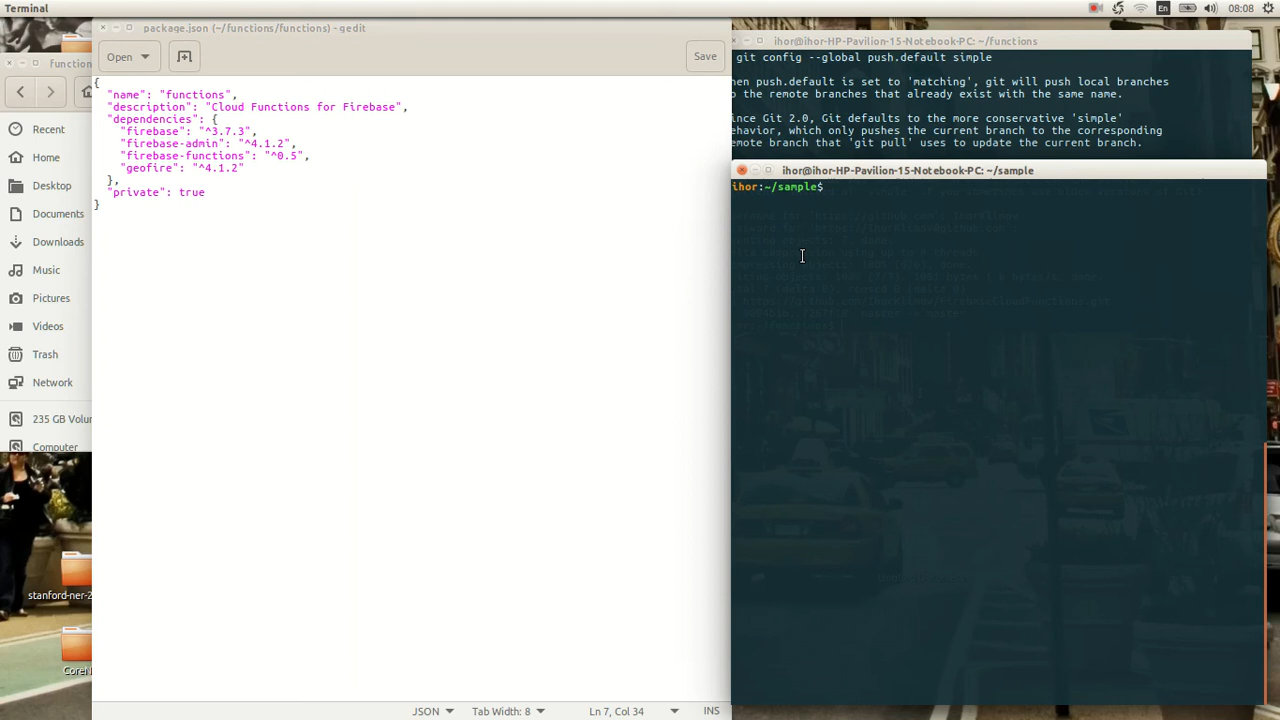 Terminal
En
08:08
package.json (~/functions/functions) - gedit
Open
Save
{
"name": "functions",
"description": "Cloud Functions for Firebase",
"dependencies": {
"firebase": "^3.7.3",
"firebase-admin": "^4.1.2",
"firebase-functions": "^0.5",
"geofire": "^4.1.2"
},
"private": true
}
JSON
Tab Width: 8
Ln 7, Col 34
INS
function
Recent
Home
Desktop
Documents
Downloads
Music
Pictures
Videos
Trash
Network
235 GB Volu
Computer
stanford-ner-2
CoreN
ihor@ihor-HP-Pavilion-15-Notebook-PC: ~/functions
git config --global push.default simple
hen push.default is set to 'matching', git will push local branches
o the remote branches that already exist with the same name.
ince Git 2.0, Git defaults to the more conservative 'simple'
ehavior, which only pushes the current branch to the corresponding
emote branch that 'git pull' uses to update the current branch.
ihor@ihor-HP-Pavilion-15-Notebook-PC: ~/sample
ihor:~/sample$